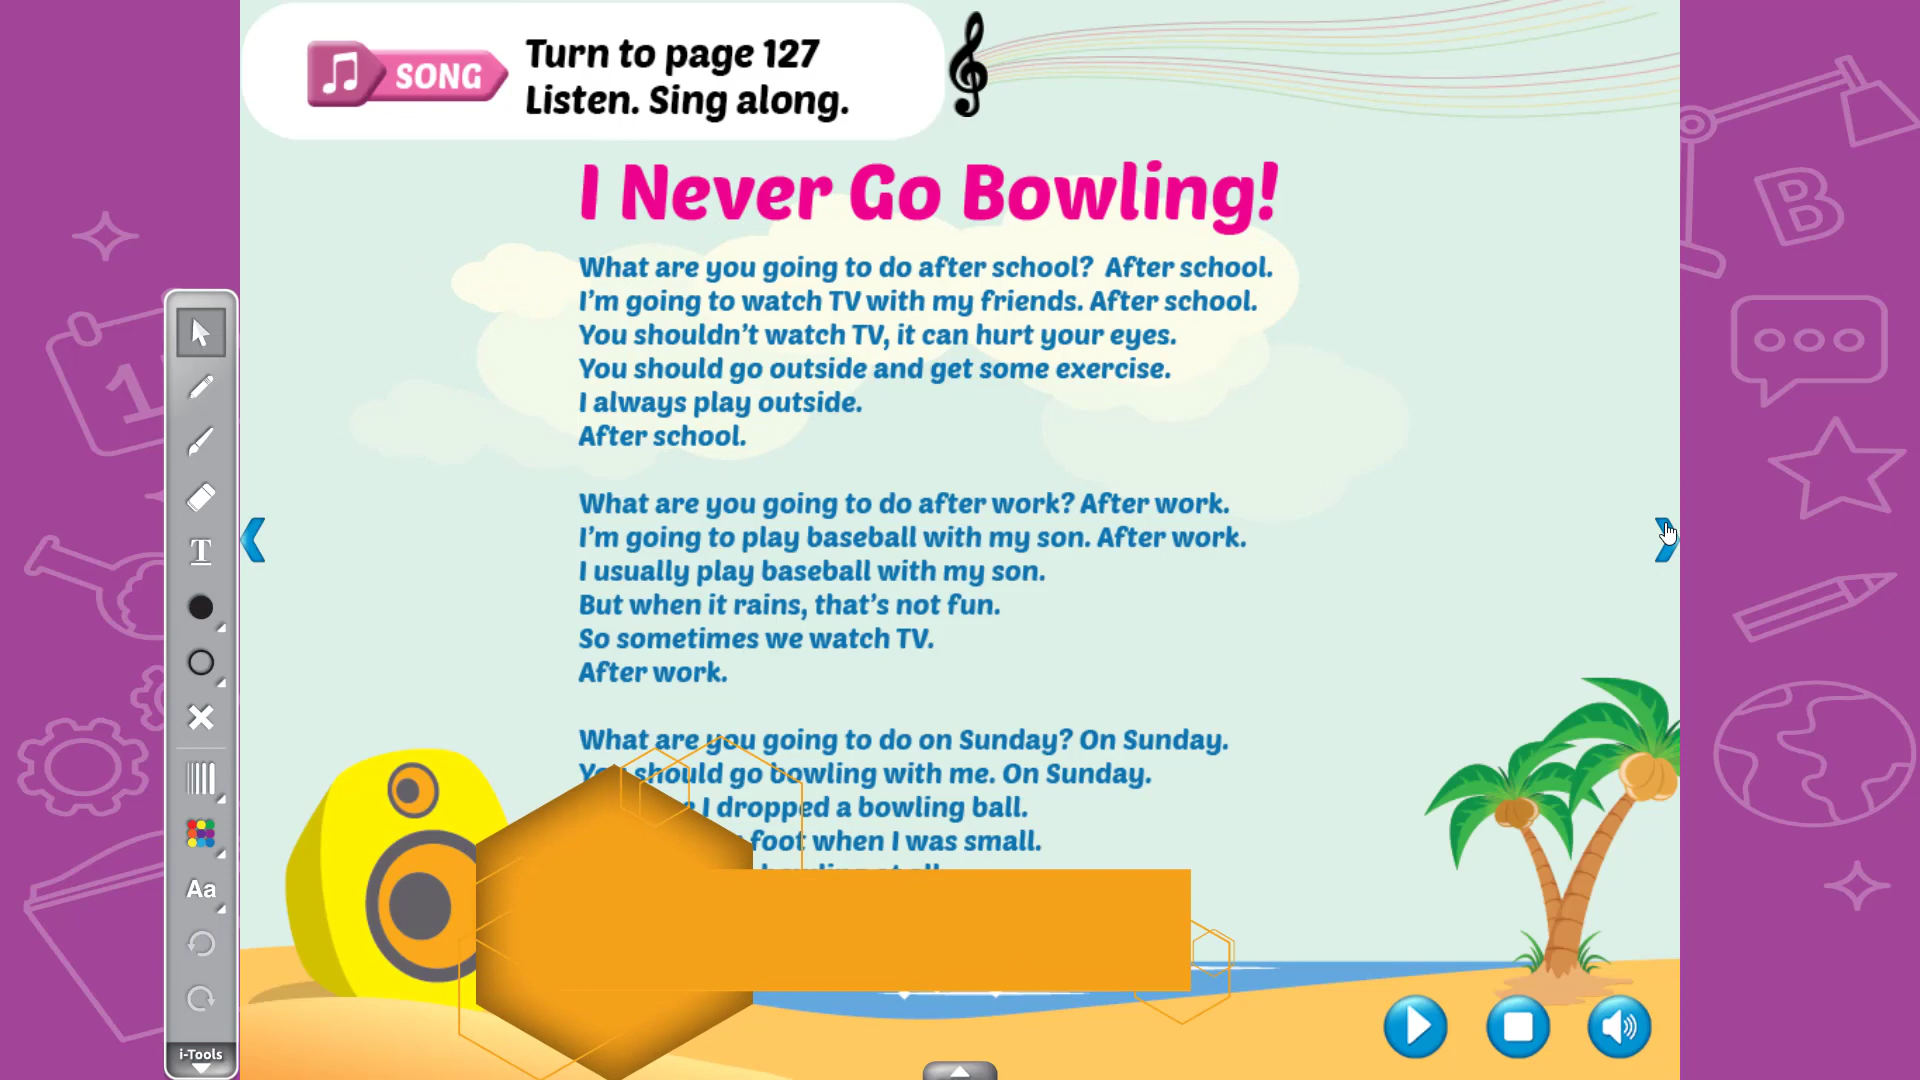 SONG
Turn to page 127
Listen. Sing along.
I Never Go Bowling!
What are you going to do after school? After school.
I'm going to watch TV with my friends. After school.
You shouldn't watch TV, it can hurt your eyes.
You should go outside and get some exercise.
I always play outside.
After school.
What are you going to do after work? After work.
I'm going to play baseball with my son. After work.
I usually play baseball with my son.
But when it rains, that's not fun.
So sometimes we watch TV.
After work.
What are you going to do on Sunday? On Sunday.
You should go bowling with me. On Sunday.
I dropped a bowling ball.
foot when I was small.
1
B
T
Aa
i-Tools